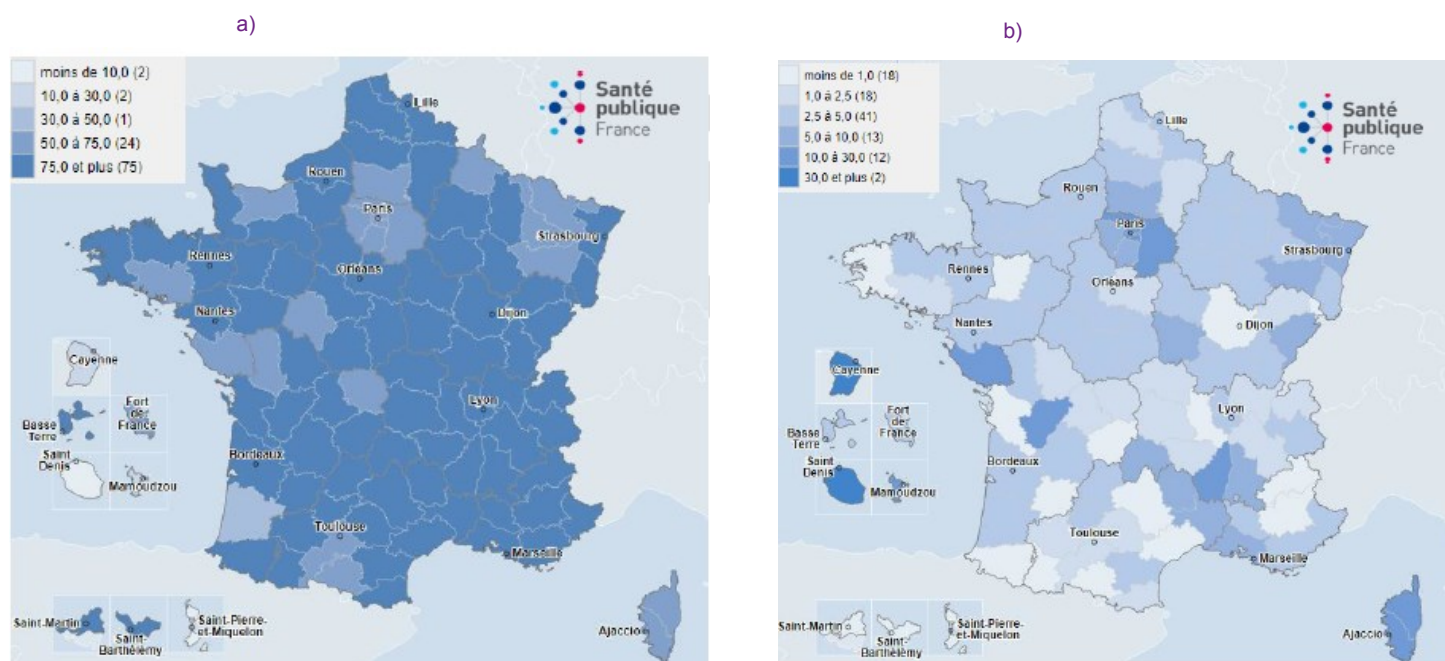 a)
moins de 10,0 (2)
10,0 à 30,0 (2)
30,0 à 50,0 (1)
50,0 à 75,0 (24)
75,0 et plus (75)
Santé
publique
France
Lille
Rouen
Paris
Strasbourg
Rennes
Orléans
Nantes
Dijon
Cayenne
Lyon
Basse
Terre
Fort
de
France
Saint
Denis
Bordeaux
Mamoudzou
Toulouse
Marseille
Saint-Martin
Saint-
Barthélémy
Saint-Pierre-
et-Miquelon
Ajaccio
b)
moins de 1,0 (18)
1,0 à 2,5 (18)
2,5 à 5,0 (41)
5,0 à 10,0 (13)
10,0 à 30,0 (12)
30,0 et plus (2)
Santé
publique
France
Lille
Rouen
Paris
Strasbourg
Rennes
Orléans
Nantes
Dijon
Cayenne
Lyon
Basse
Terre
Fort
de
France
Saint
Denis
Bordeaux
Mamoudzou
Toulouse
Marseille
Saint-Martin
Saint-
Barthélémy
Saint-Pierre-
et-Miquelon
Ajaccio